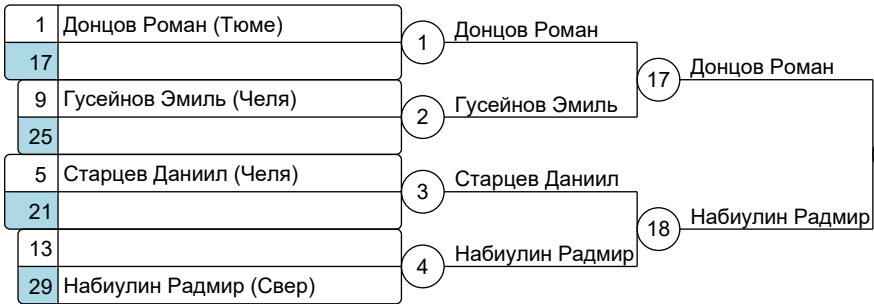 1 Донцов Роман (Тюме)
17
9 Гусейнов Эмиль (Челя)
25
5 Старцев Даниил (Челя)
21
13
29 Набиулин Радмир (Свер)
1 Донцов Роман
2 Гусейнов Эмиль
3 Старцев Даниил
4 Набиулин Радмир
17 Донцов Роман
18 Набиулин Радмир